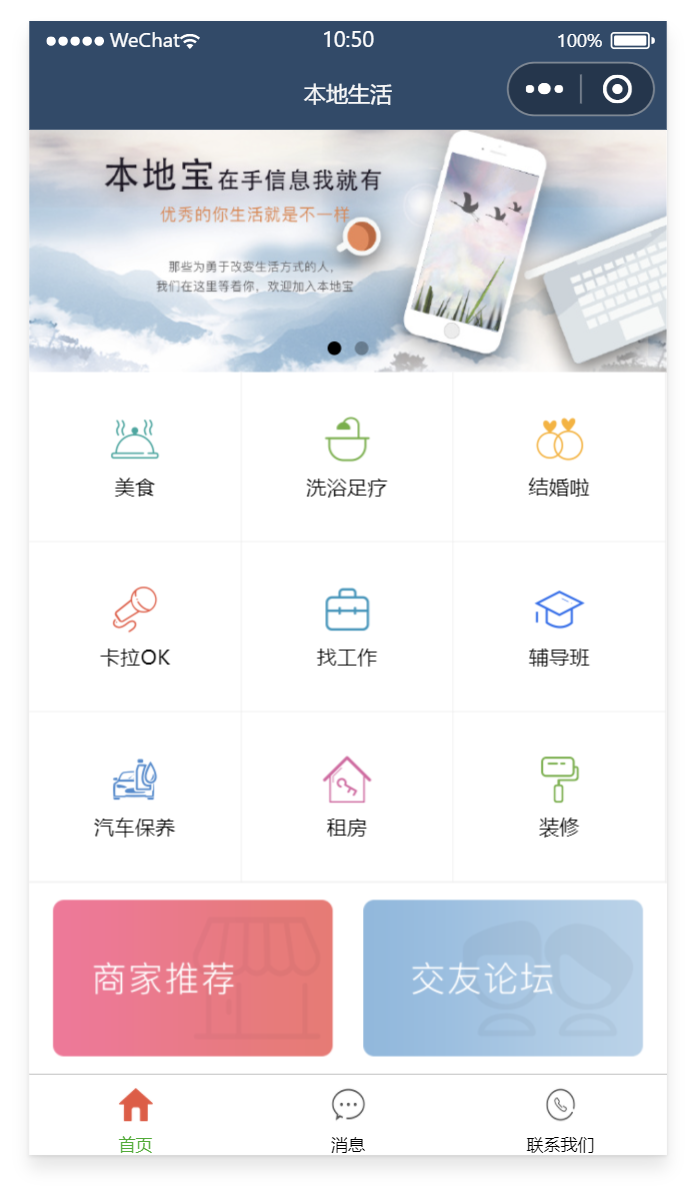 ●●●●● WeChat 10:50 100%
本地生活
本地宝在手信息我就有
优秀的你生活就是不一样
那些为勇于改变生活方式的人,
我们在这里等着你、欢迎加入本地宝
美食 洗浴足疗 结婚啦
卡拉OK 找工作 辅导班
汽车保养 租房 装修
商家推荐 交友论坛
首页 消息 联系我们